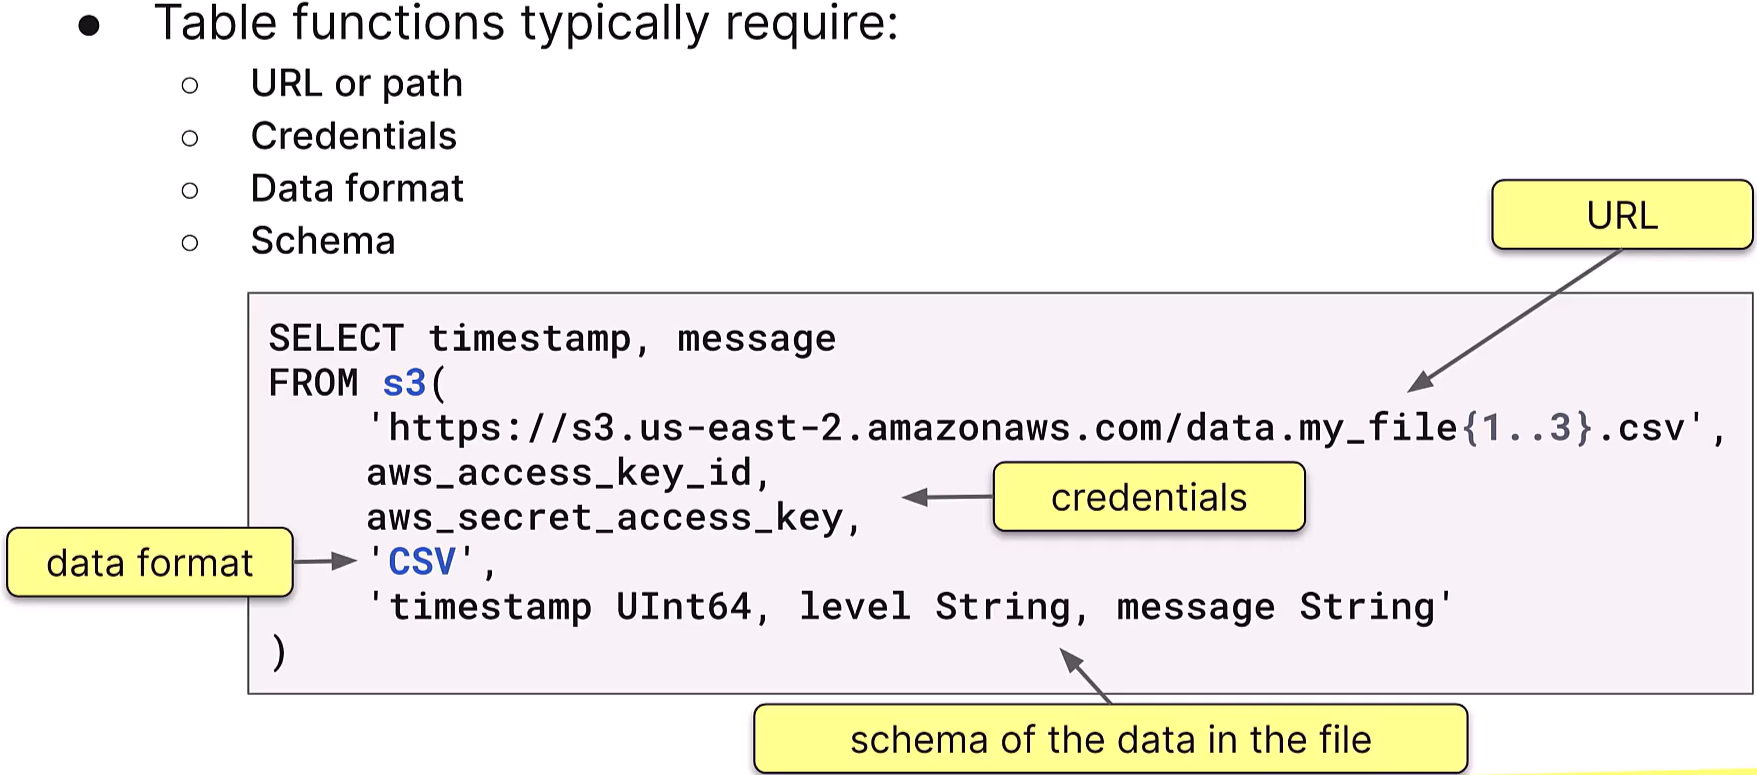 ● Table functions typically require:
○ URL or path
○ Credentials
○ Data format
○ Schema
URL
SELECT timestamp, message
FROM s3(
'https://s3.us-east-2.amazonaws.com/data.my_file{1..3}.csv',
aws_access_key_id,
credentials
aws_secret_access_key,
data format
'CSV',
'timestamp UInt64, level String, message String'
)
schema of the data in the file